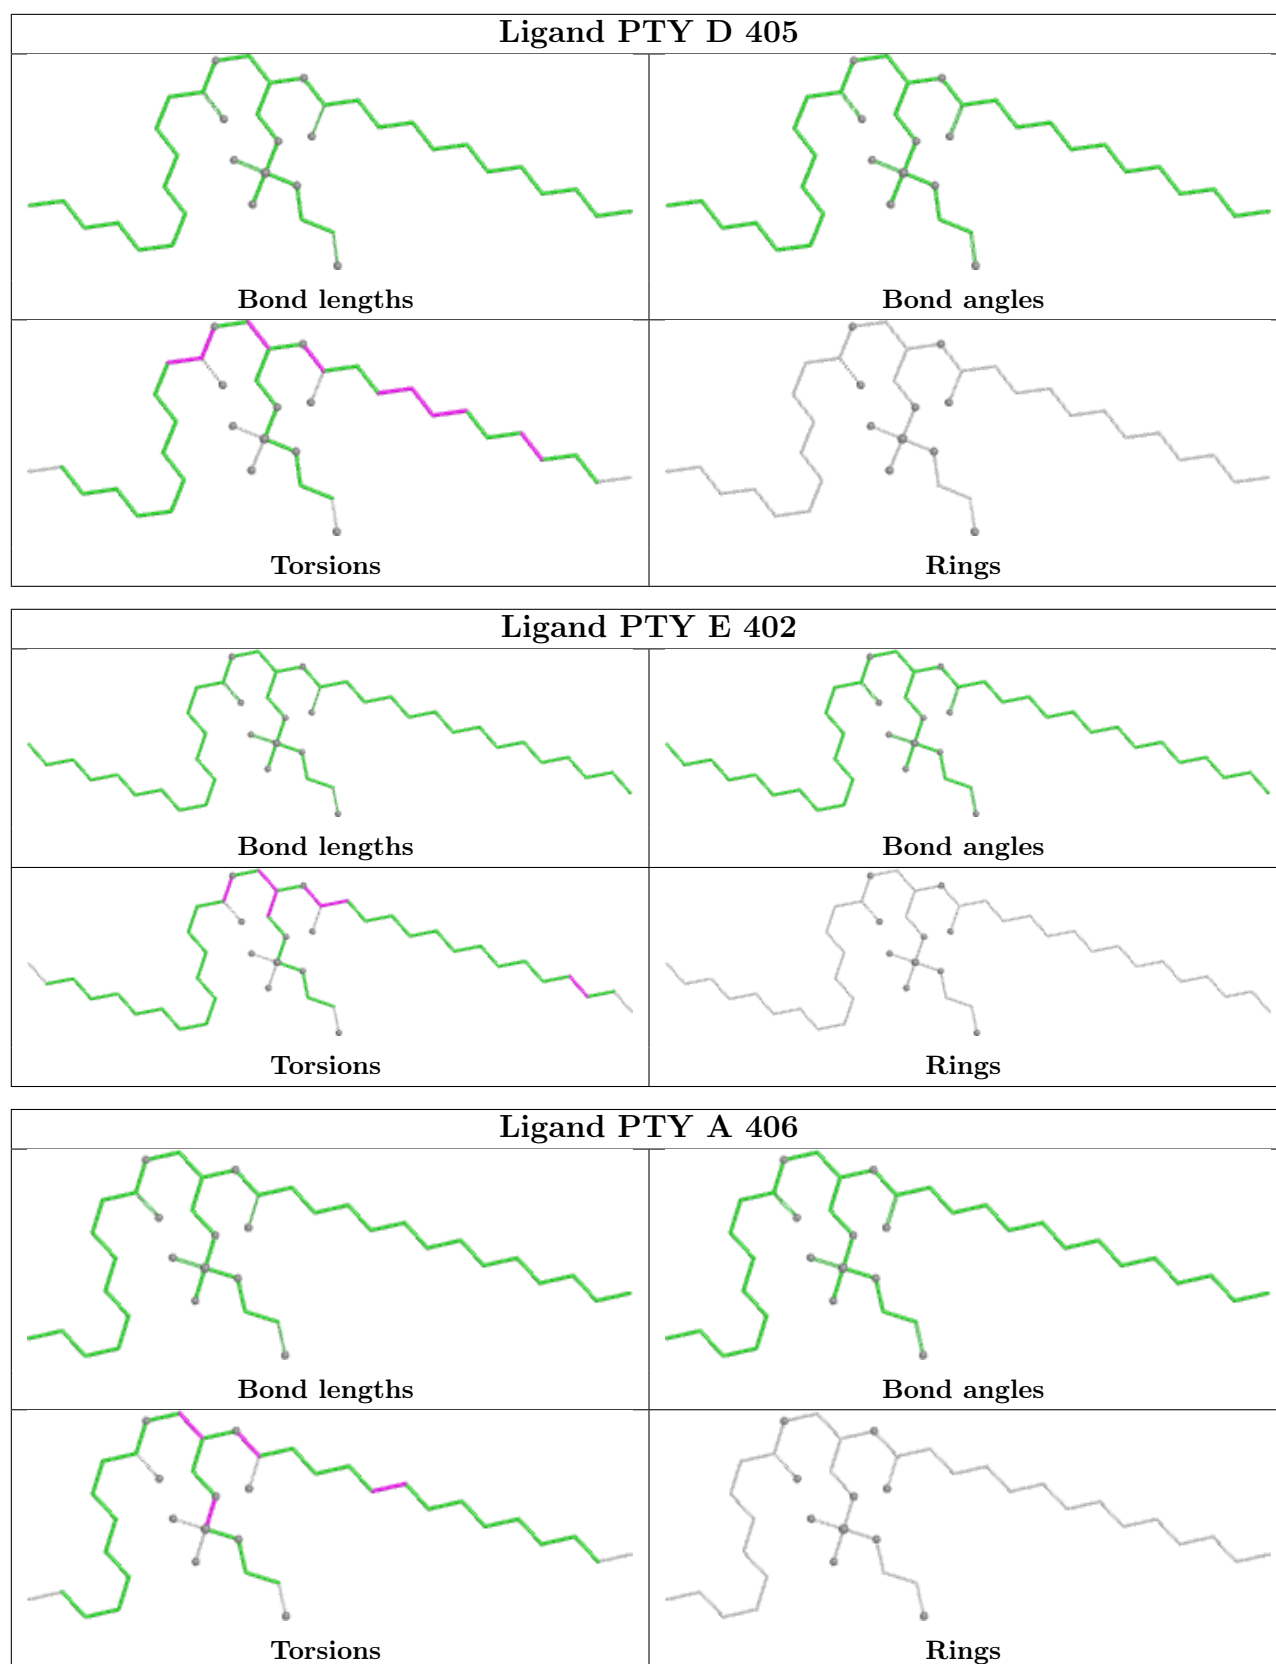 Ligand PTY D 405
Bond lengths
Bond angles
Torsions
Rings
Ligand PTY E 402
Bond lengths
Bond angles
Torsions
Rings
Ligand PTY A 406
Bond lengths
Bond angles
Torsions
Rings